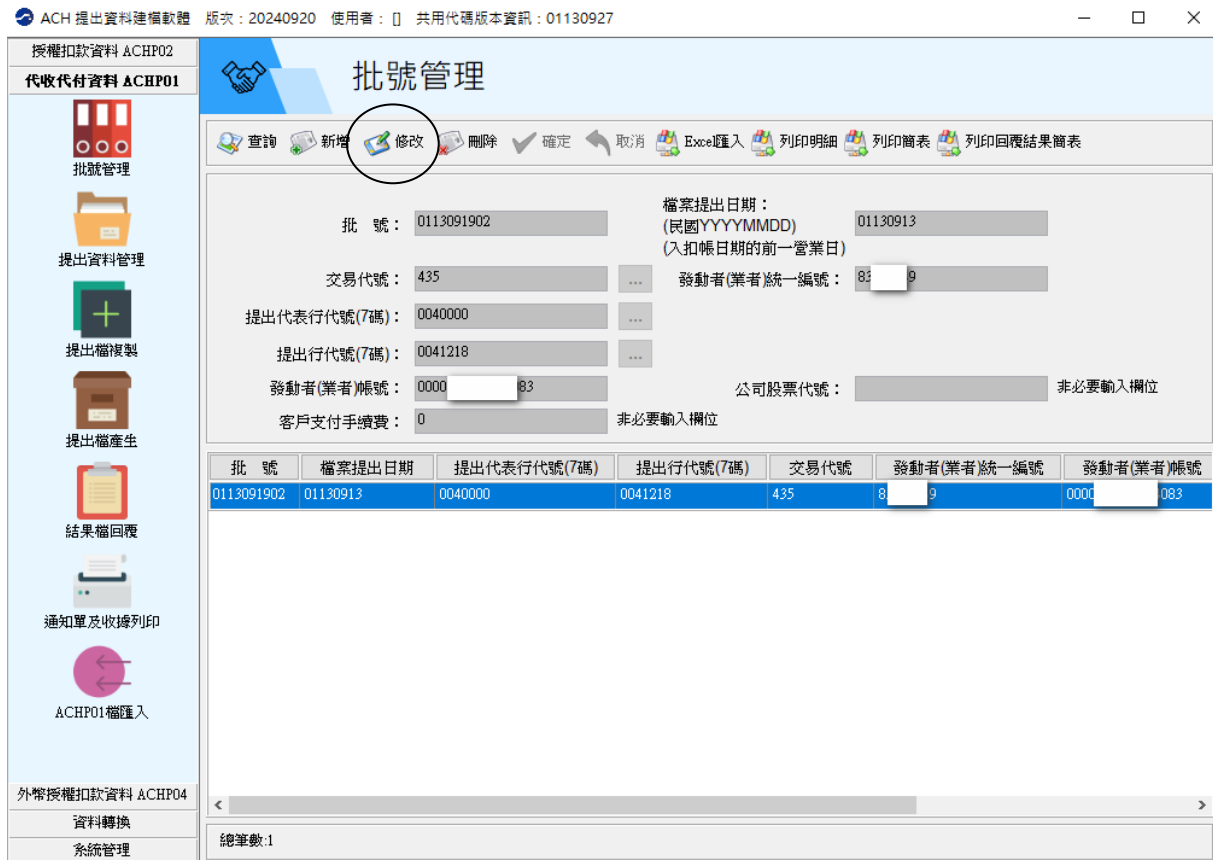 ACH 提出資料建檔軟體 版次：20240920 使用者：[] 共用代碼版本資訊：01130927
授權扣款資料 ACHP02
代收代付資料 ACHP01
批號管理
提出資料管理
提出檔複製
提出檔產生
結果檔回覆
通知單及收據列印
ACHP01檔匯入
外幣授權扣款資料 ACHP04
資料轉換
系統管理
批號管理
查詢 新增 修改 刪除 確定 取消 Excel匯入 列印明細 列印簡表 列印回覆結果簡表
批 號： 0113091902
檔案提出日期：
(民國YYYYMMDD) 01130913
(入扣帳日期的前一營業日)
交易代號： 435 ... 發動者(業者)統一編號： 83 9
提出代表行代號(7碼)： 0040000 ...
提出行代號(7碼)： 0041218 ...
發動者(業者)帳號： 0000 83 公司股票代號： 非必要輸入欄位
客戶支付手續費： 0 非必要輸入欄位
批 號 檔案提出日期 提出代表行代號(7碼) 提出行代號(7碼) 交易代號 發動者(業者)統一編號 發動者(業者)帳號
0113091902 01130913 0040000 0041218 435 8 9 0000 083
總筆數:1